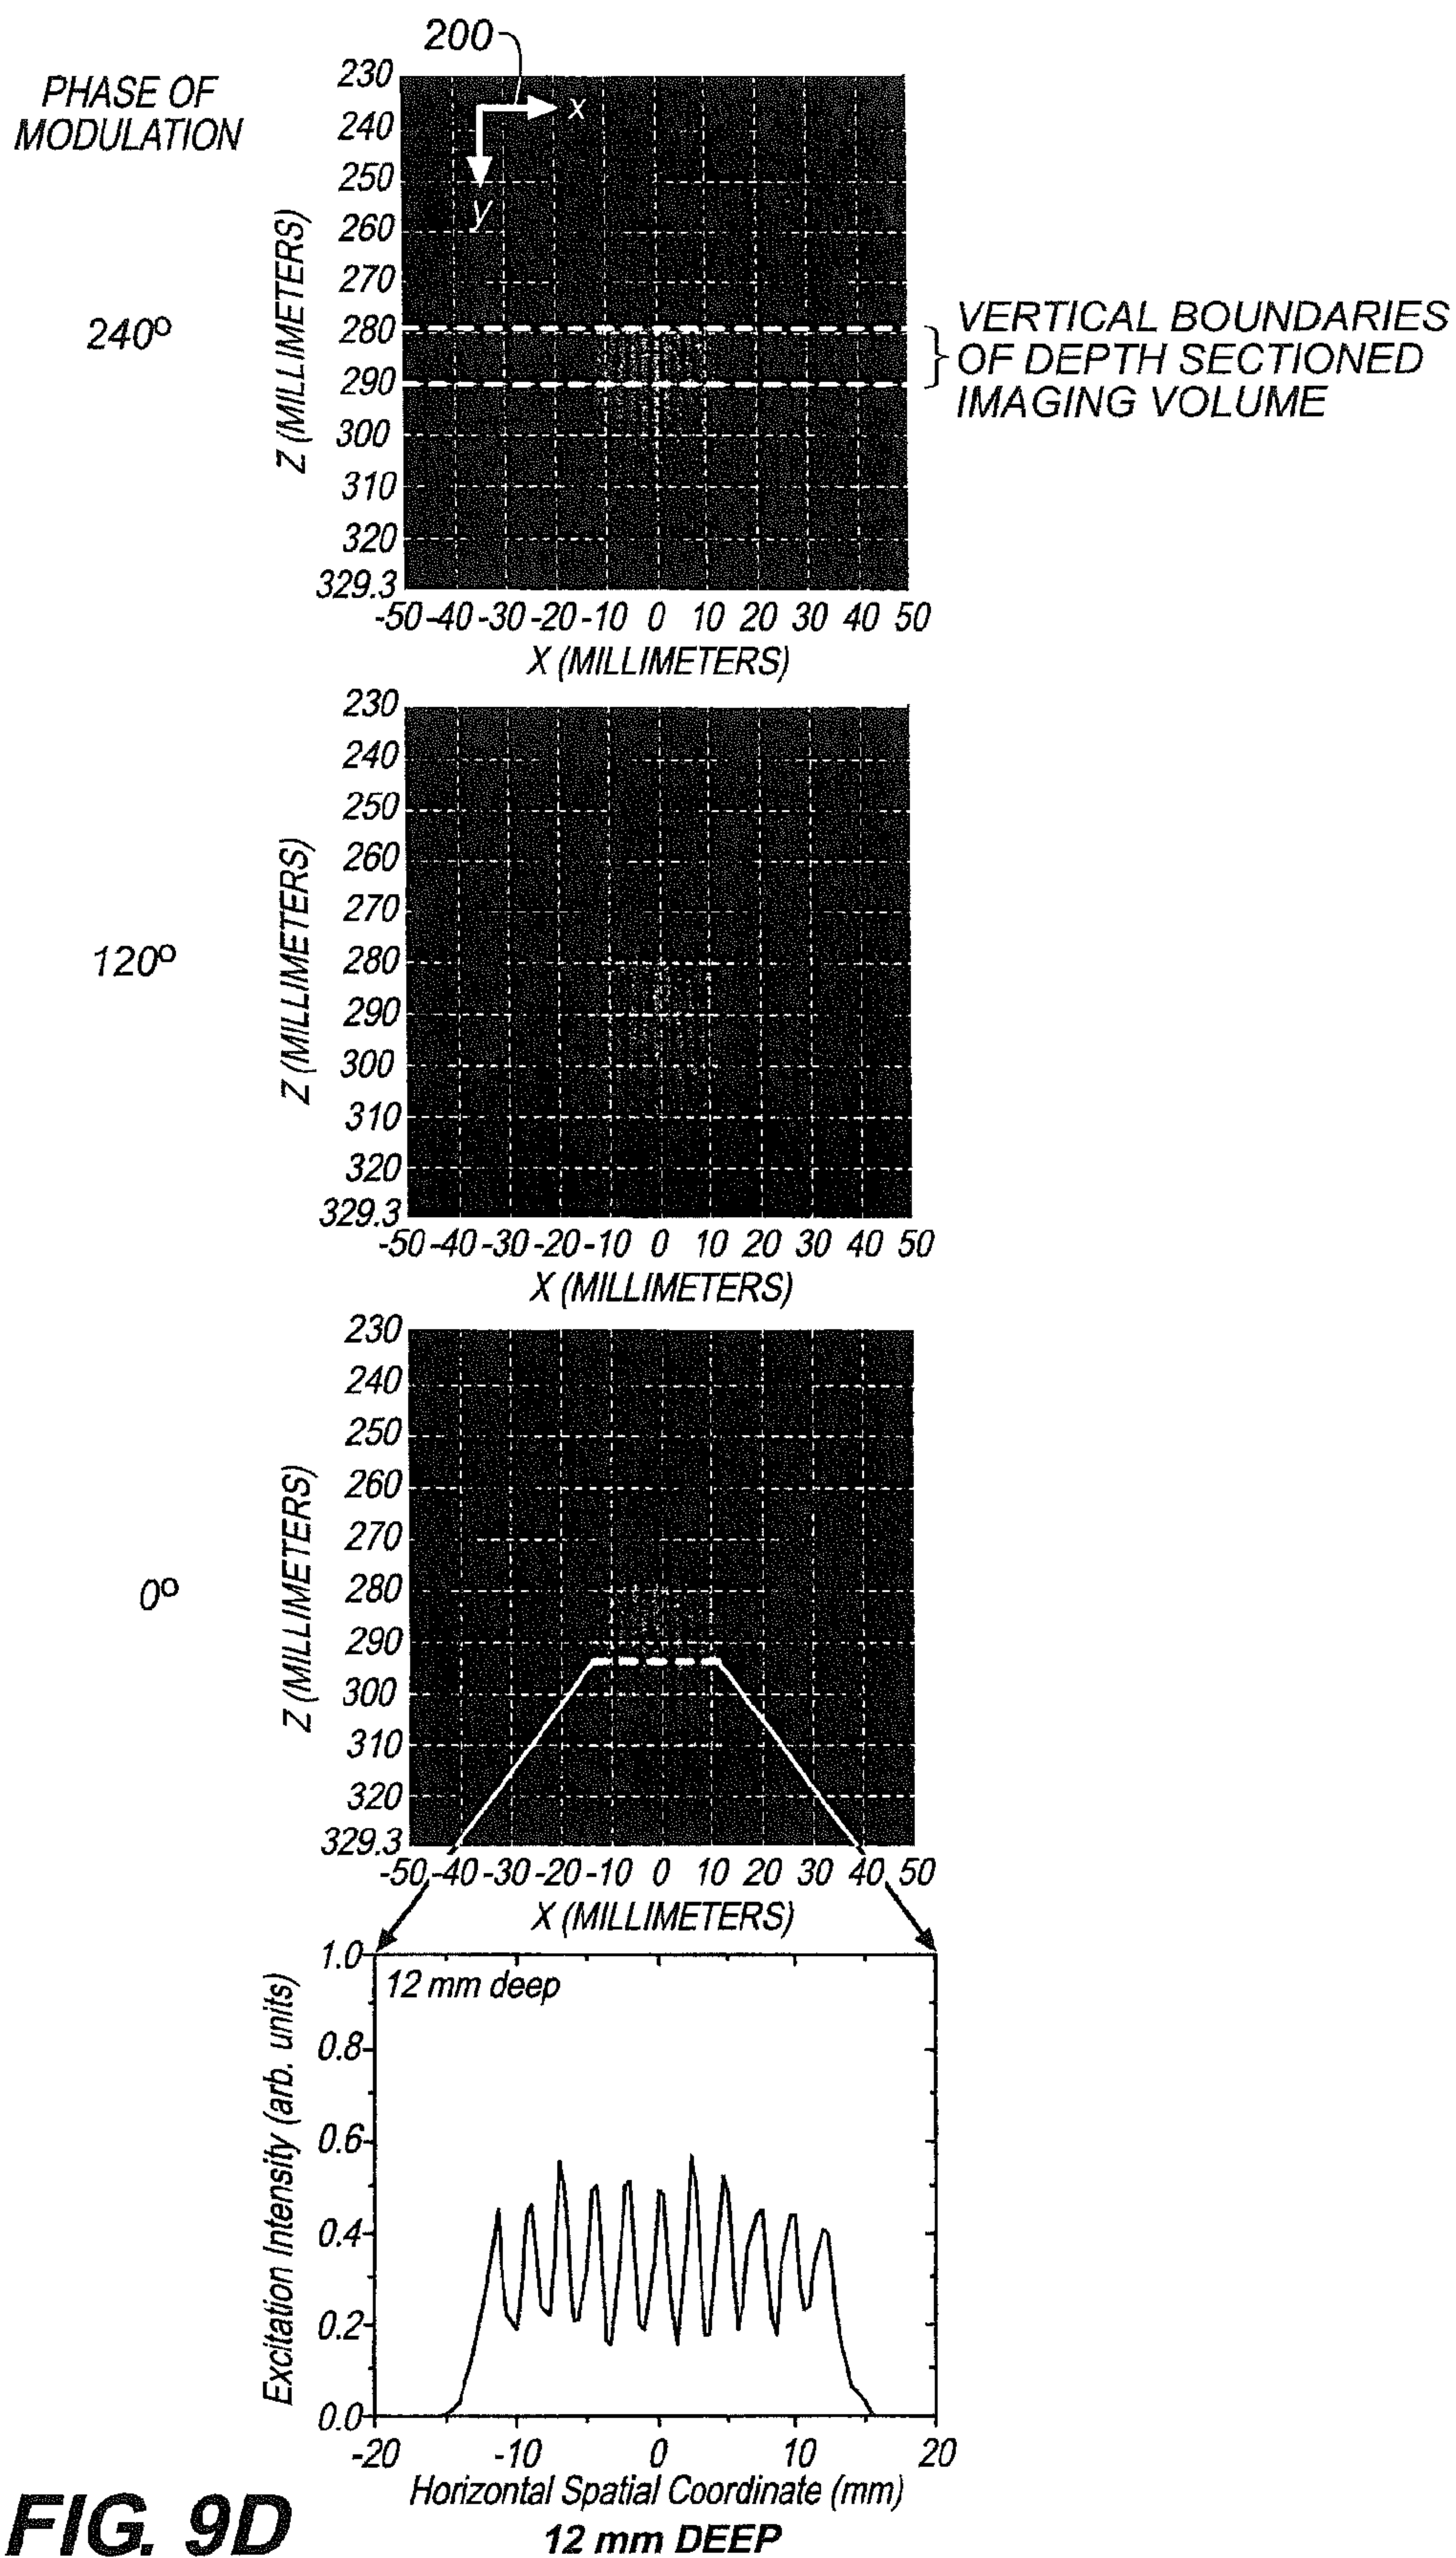 200
PHASE OF
MODULATION
x
y
230
240
250
260
270
280
290
300
310
320
329.3
Z (MILLIMETERS)
240º
VERTICAL BOUNDARIES
OF DEPTH SECTIONED
IMAGING VOLUME
-50 -40 -30 -20 -10 0 10 20 30 40 50
X (MILLIMETERS)
230
240
250
260
270
280
290
300
310
320
329.3
Z (MILLIMETERS)
120º
-50 -40 -30 -20 -10 0 10 20 30 40 50
X (MILLIMETERS)
230
240
250
260
270
280
290
300
310
320
329.3
Z (MILLIMETERS)
0º
-50 -40 -30 -20 -10 0 10 20 30 40 50
X (MILLIMETERS)
12 mm deep
1.0
0.8
0.6
0.4
0.2
0.0
Excitation Intensity (arb. units)
-20 -10 0 10 20
Horizontal Spatial Coordinate (mm)
12 mm DEEP
FIG. 9D